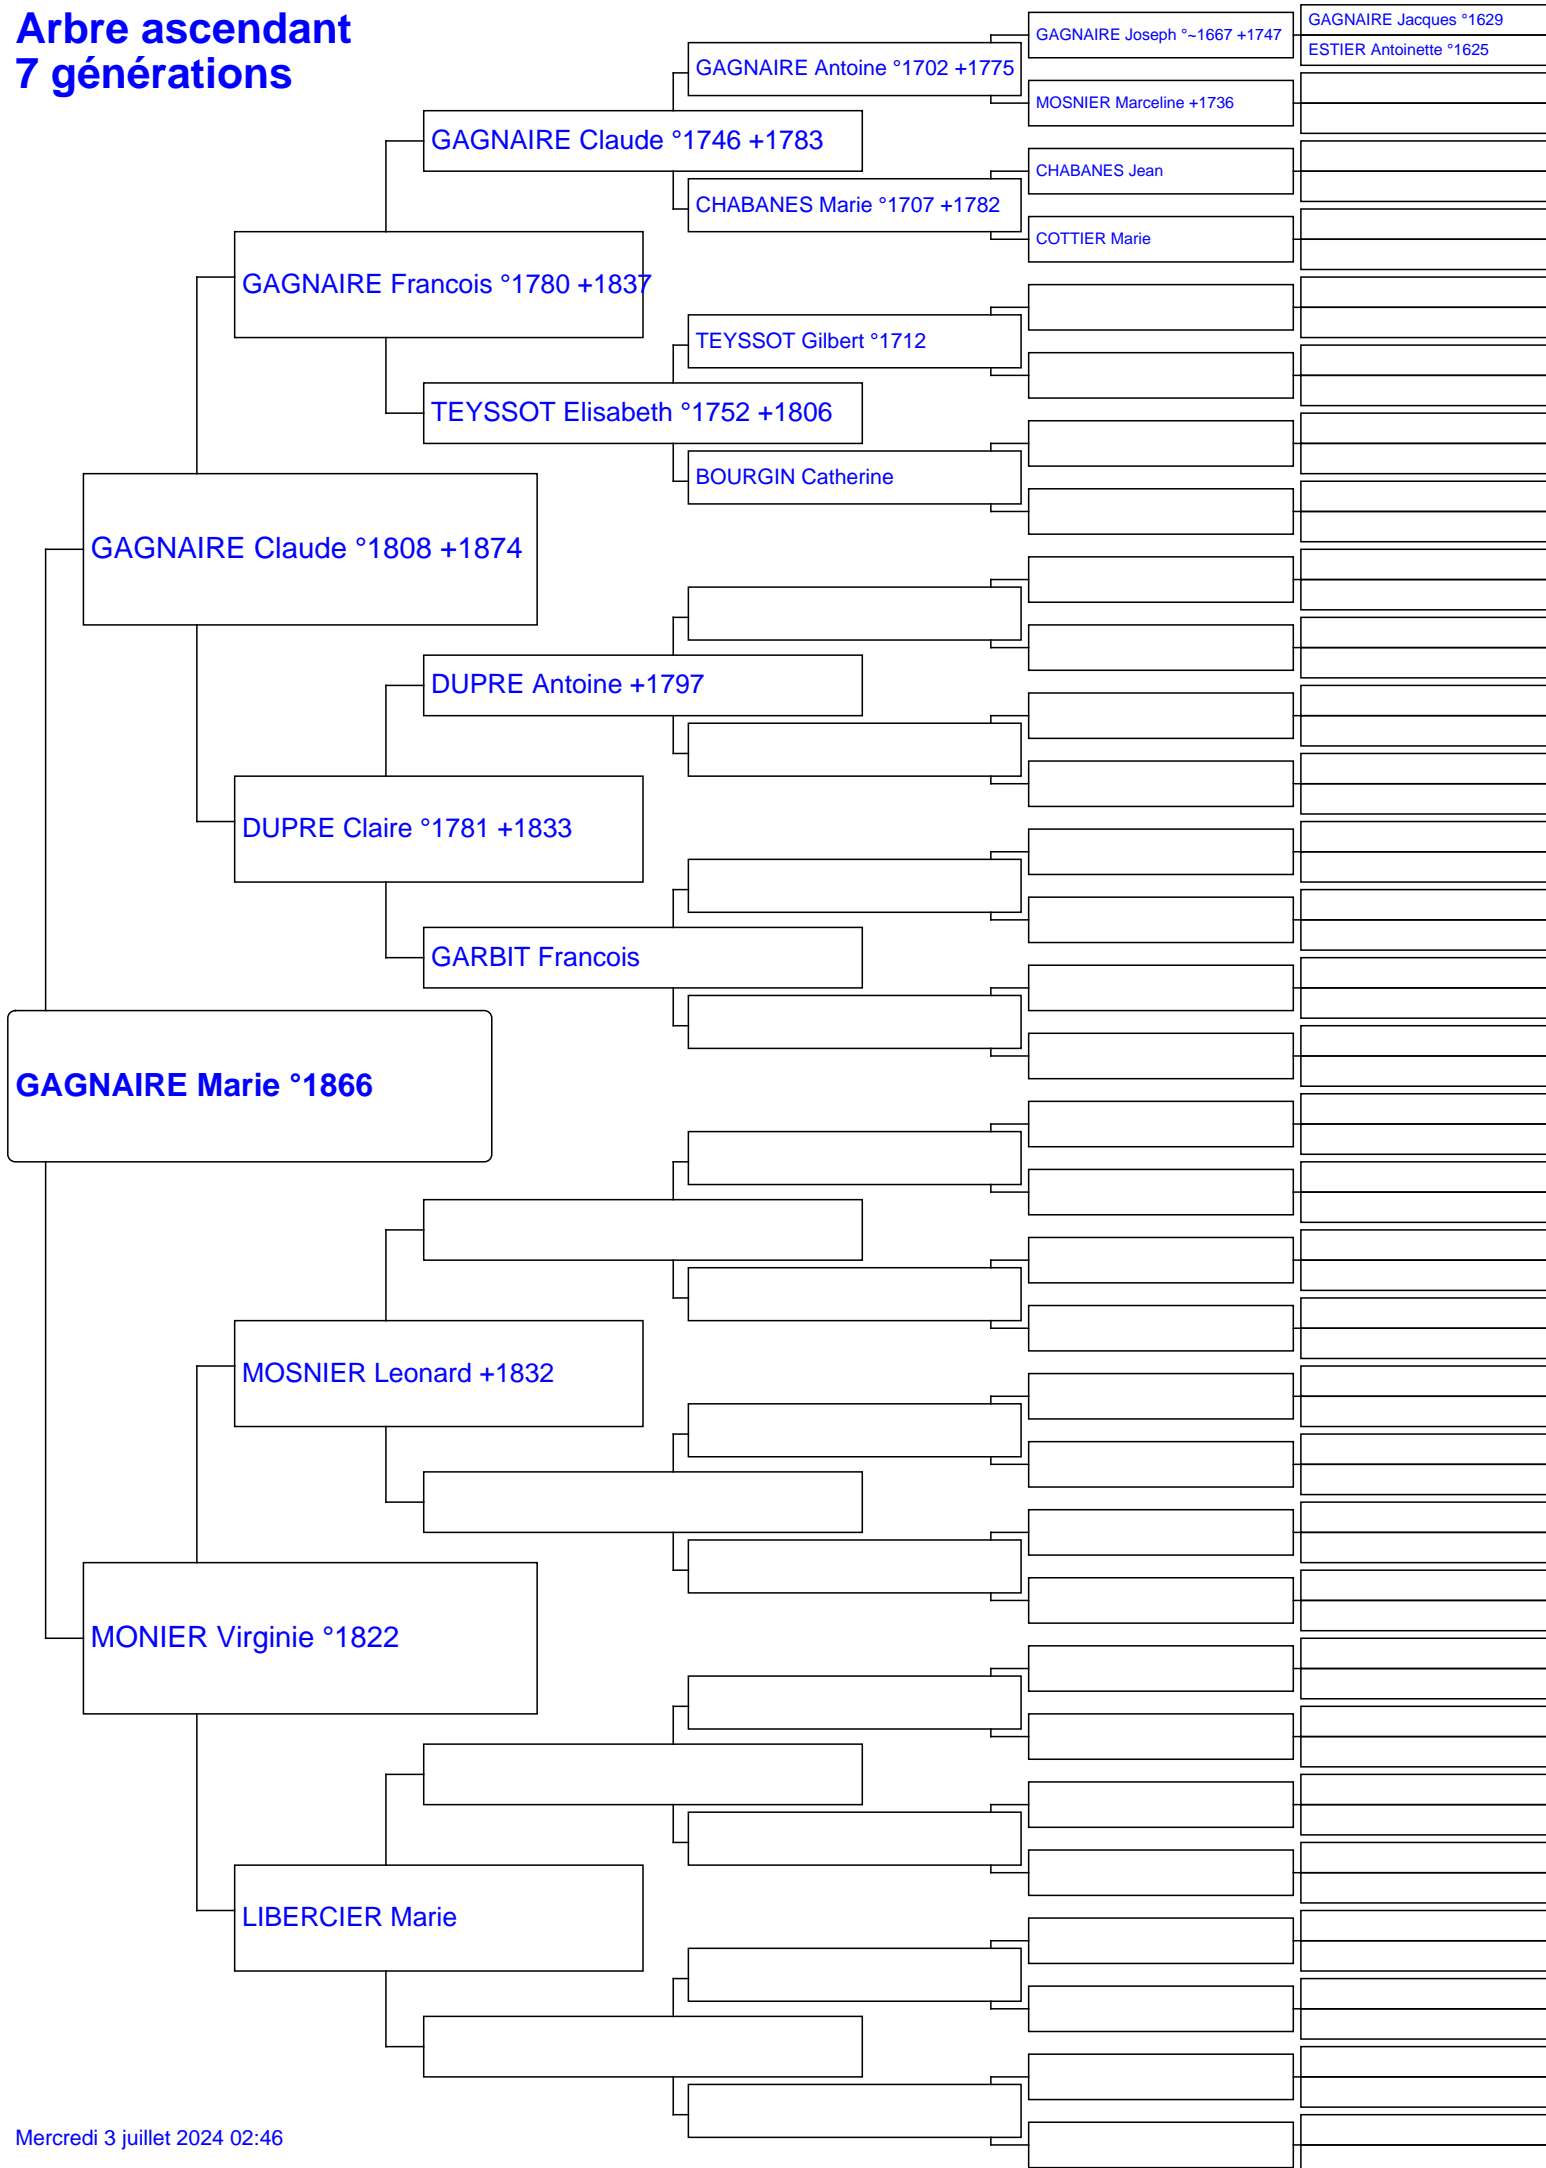 Arbre ascendant
7 générations
GAGNAIRE Joseph °~1667 +1747
GAGNAIRE Jacques °1629
ESTIER Antoinette °1625
GAGNAIRE Antoine °1702 +1775
MOSNIER Marceline +1736
GAGNAIRE Claude °1746 +1783
CHABANES Jean
CHABANES Marie °1707 +1782
COTTIER Marie
GAGNAIRE Francois °1780 +1837
TEYSSOT Gilbert °1712
TEYSSOT Elisabeth °1752 +1806
BOURGIN Catherine
GAGNAIRE Claude °1808 +1874
DUPRE Antoine +1797
DUPRE Claire °1781 +1833
GARBIT Francois
GAGNAIRE Marie °1866
MOSNIER Leonard +1832
MONIER Virginie °1822
LIBERCIER Marie
Mercredi 3 juillet 2024 02:46